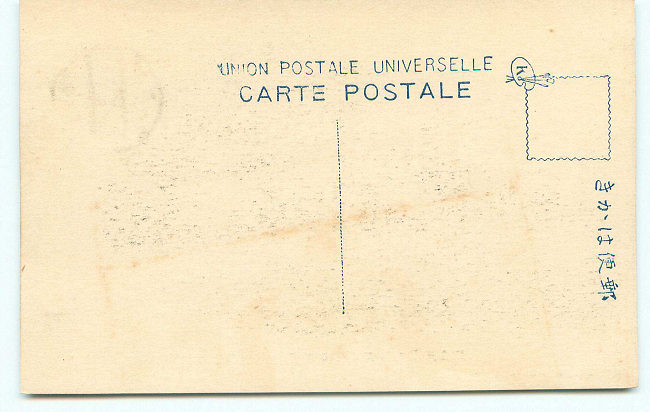 UNION POSTALE UNIVERSELLE
CARTE POSTALE
K
郵便はかき